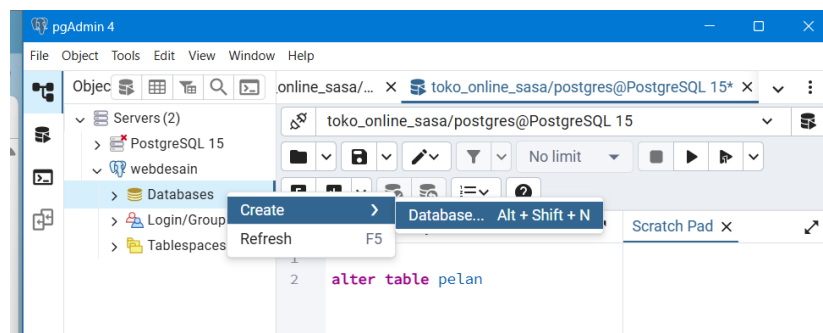 pgAdmin 4
File Object Tools Edit View Window Help
Objec
.online_sasa/... toko_online_sasa/postgres@PostgreSQL 15*
Servers (2)
toko_online_sasa/postgres@PostgreSQL 15
PostgreSQL 15
webdesain
No limit
Databases
Create
Database... Alt + Shift + N
Login/Group
Refresh F5
Tablespaces
Scratch Pad
1
2 alter table pelan